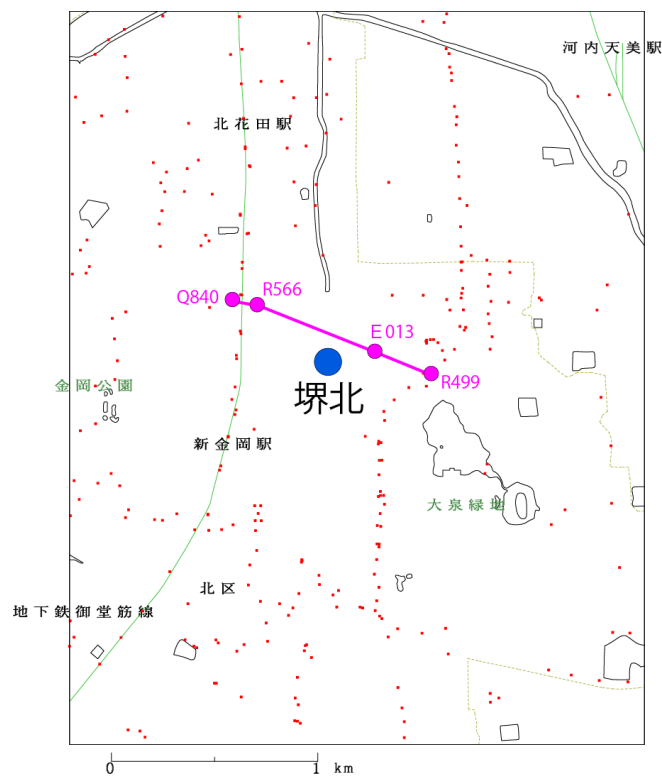 河内天美駅
北花田駅
R566
Q840
E013
R499
堺北
金岡公園
新金岡駅
大泉緑地
北区
地下鉄御堂筋線
0 1 km